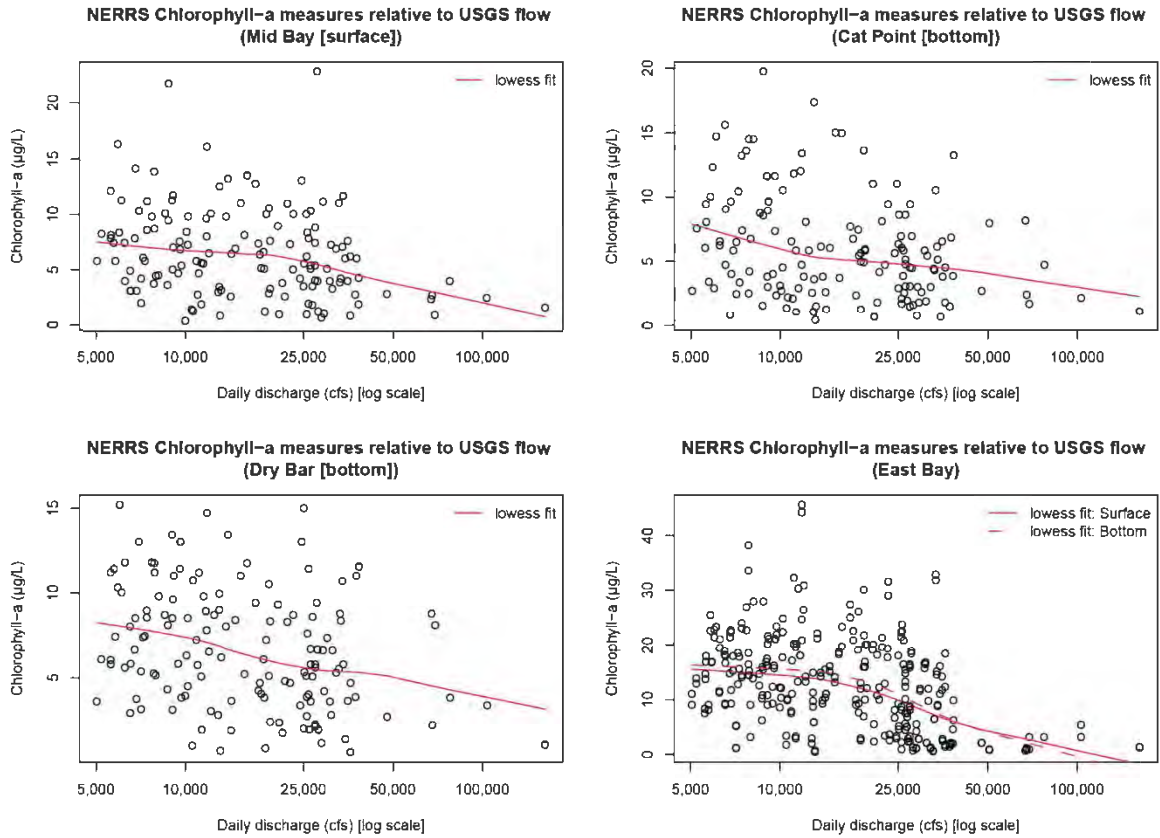 NERRS Chlorophyll−a measures relative to USGS flow
(Mid Bay [surface])
lowess fit
Chlorophyll−a (µg/L)
20
15
10
5
0
5,000 10,000 25,000 50,000 100,000
Daily discharge (cfs) [log scale]
NERRS Chlorophyll−a measures relative to USGS flow
(Cat Point [bottom])
lowess fit
Chlorophyll−a (µg/L)
20
15
10
5
0
5,000 10,000 25,000 50,000 100,000
Daily discharge (cfs) [log scale]
NERRS Chlorophyll−a measures relative to USGS flow
(Dry Bar [bottom])
lowess fit
Chlorophyll−a (µg/L)
15
10
5
5,000 10,000 25,000 50,000 100,000
Daily discharge (cfs) [log scale]
NERRS Chlorophyll−a measures relative to USGS flow
(East Bay)
lowess fit: Surface
lowess fit: Bottom
Chlorophyll−a (µg/L)
40
30
20
10
0
5,000 10,000 25,000 50,000 100,000
Daily discharge (cfs) [log scale]